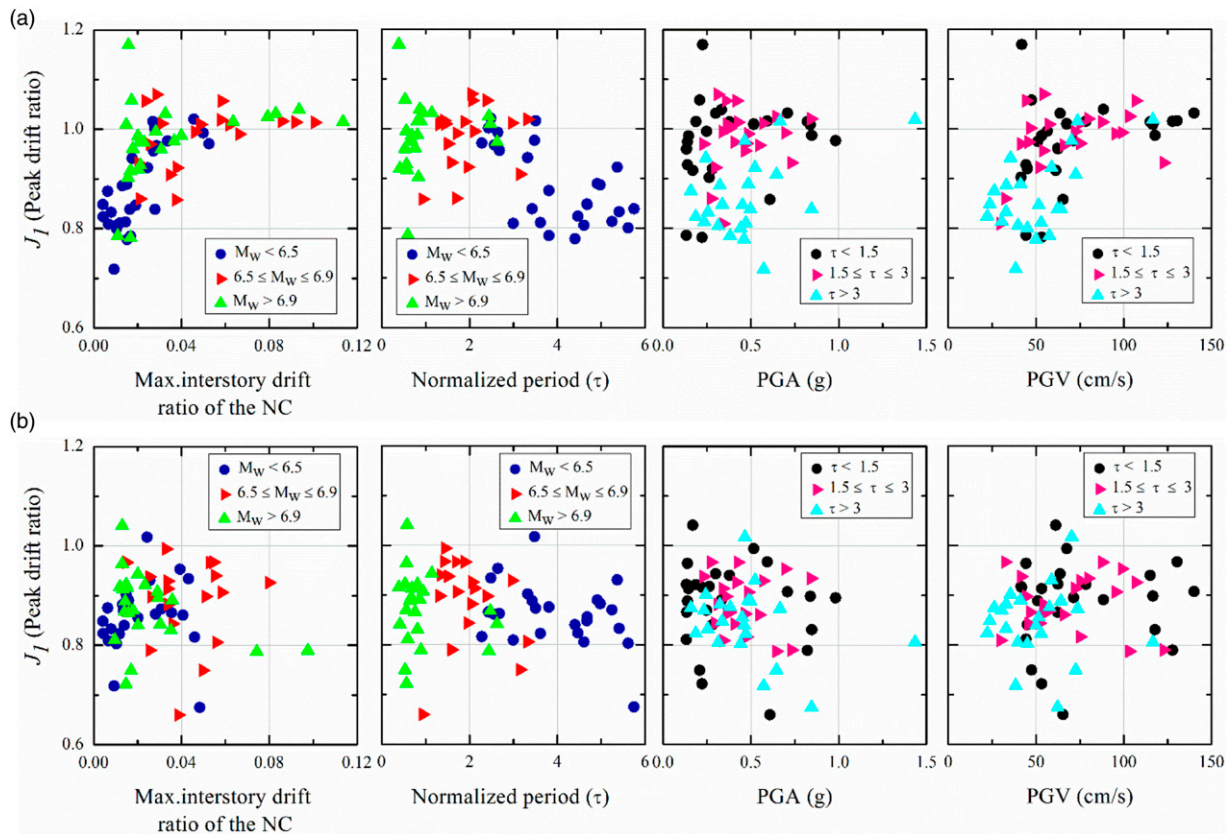 (a)
J1 (Peak drift ratio)
1.2
1.0
0.8
0.6
MW < 6.5
6.5 ≤ MW ≤ 6.9
MW > 6.9
0.00 0.04 0.08 0.12
Max.interstory drift
ratio of the NC
MW < 6.5
6.5 ≤ MW ≤ 6.9
MW > 6.9
0 2 4 6
Normalized period (τ)
τ < 1.5
1.5 ≤ τ ≤ 3
τ > 3
0.0 0.5 1.0 1.5
PGA (g)
τ < 1.5
1.5 ≤ τ ≤ 3
τ > 3
0 50 100 150
PGV (cm/s)
(b)
J1 (Peak drift ratio)
1.2
1.0
0.8
0.6
MW < 6.5
6.5 ≤ MW ≤ 6.9
MW > 6.9
0.00 0.04 0.08 0.12
Max.interstory drift
ratio of the NC
MW < 6.5
6.5 ≤ MW ≤ 6.9
MW > 6.9
0 2 4 6
Normalized period (τ)
τ < 1.5
1.5 ≤ τ ≤ 3
τ > 3
0.0 0.5 1.0 1.5
PGA (g)
τ < 1.5
1.5 ≤ τ ≤ 3
τ > 3
0 50 100 150
PGV (cm/s)